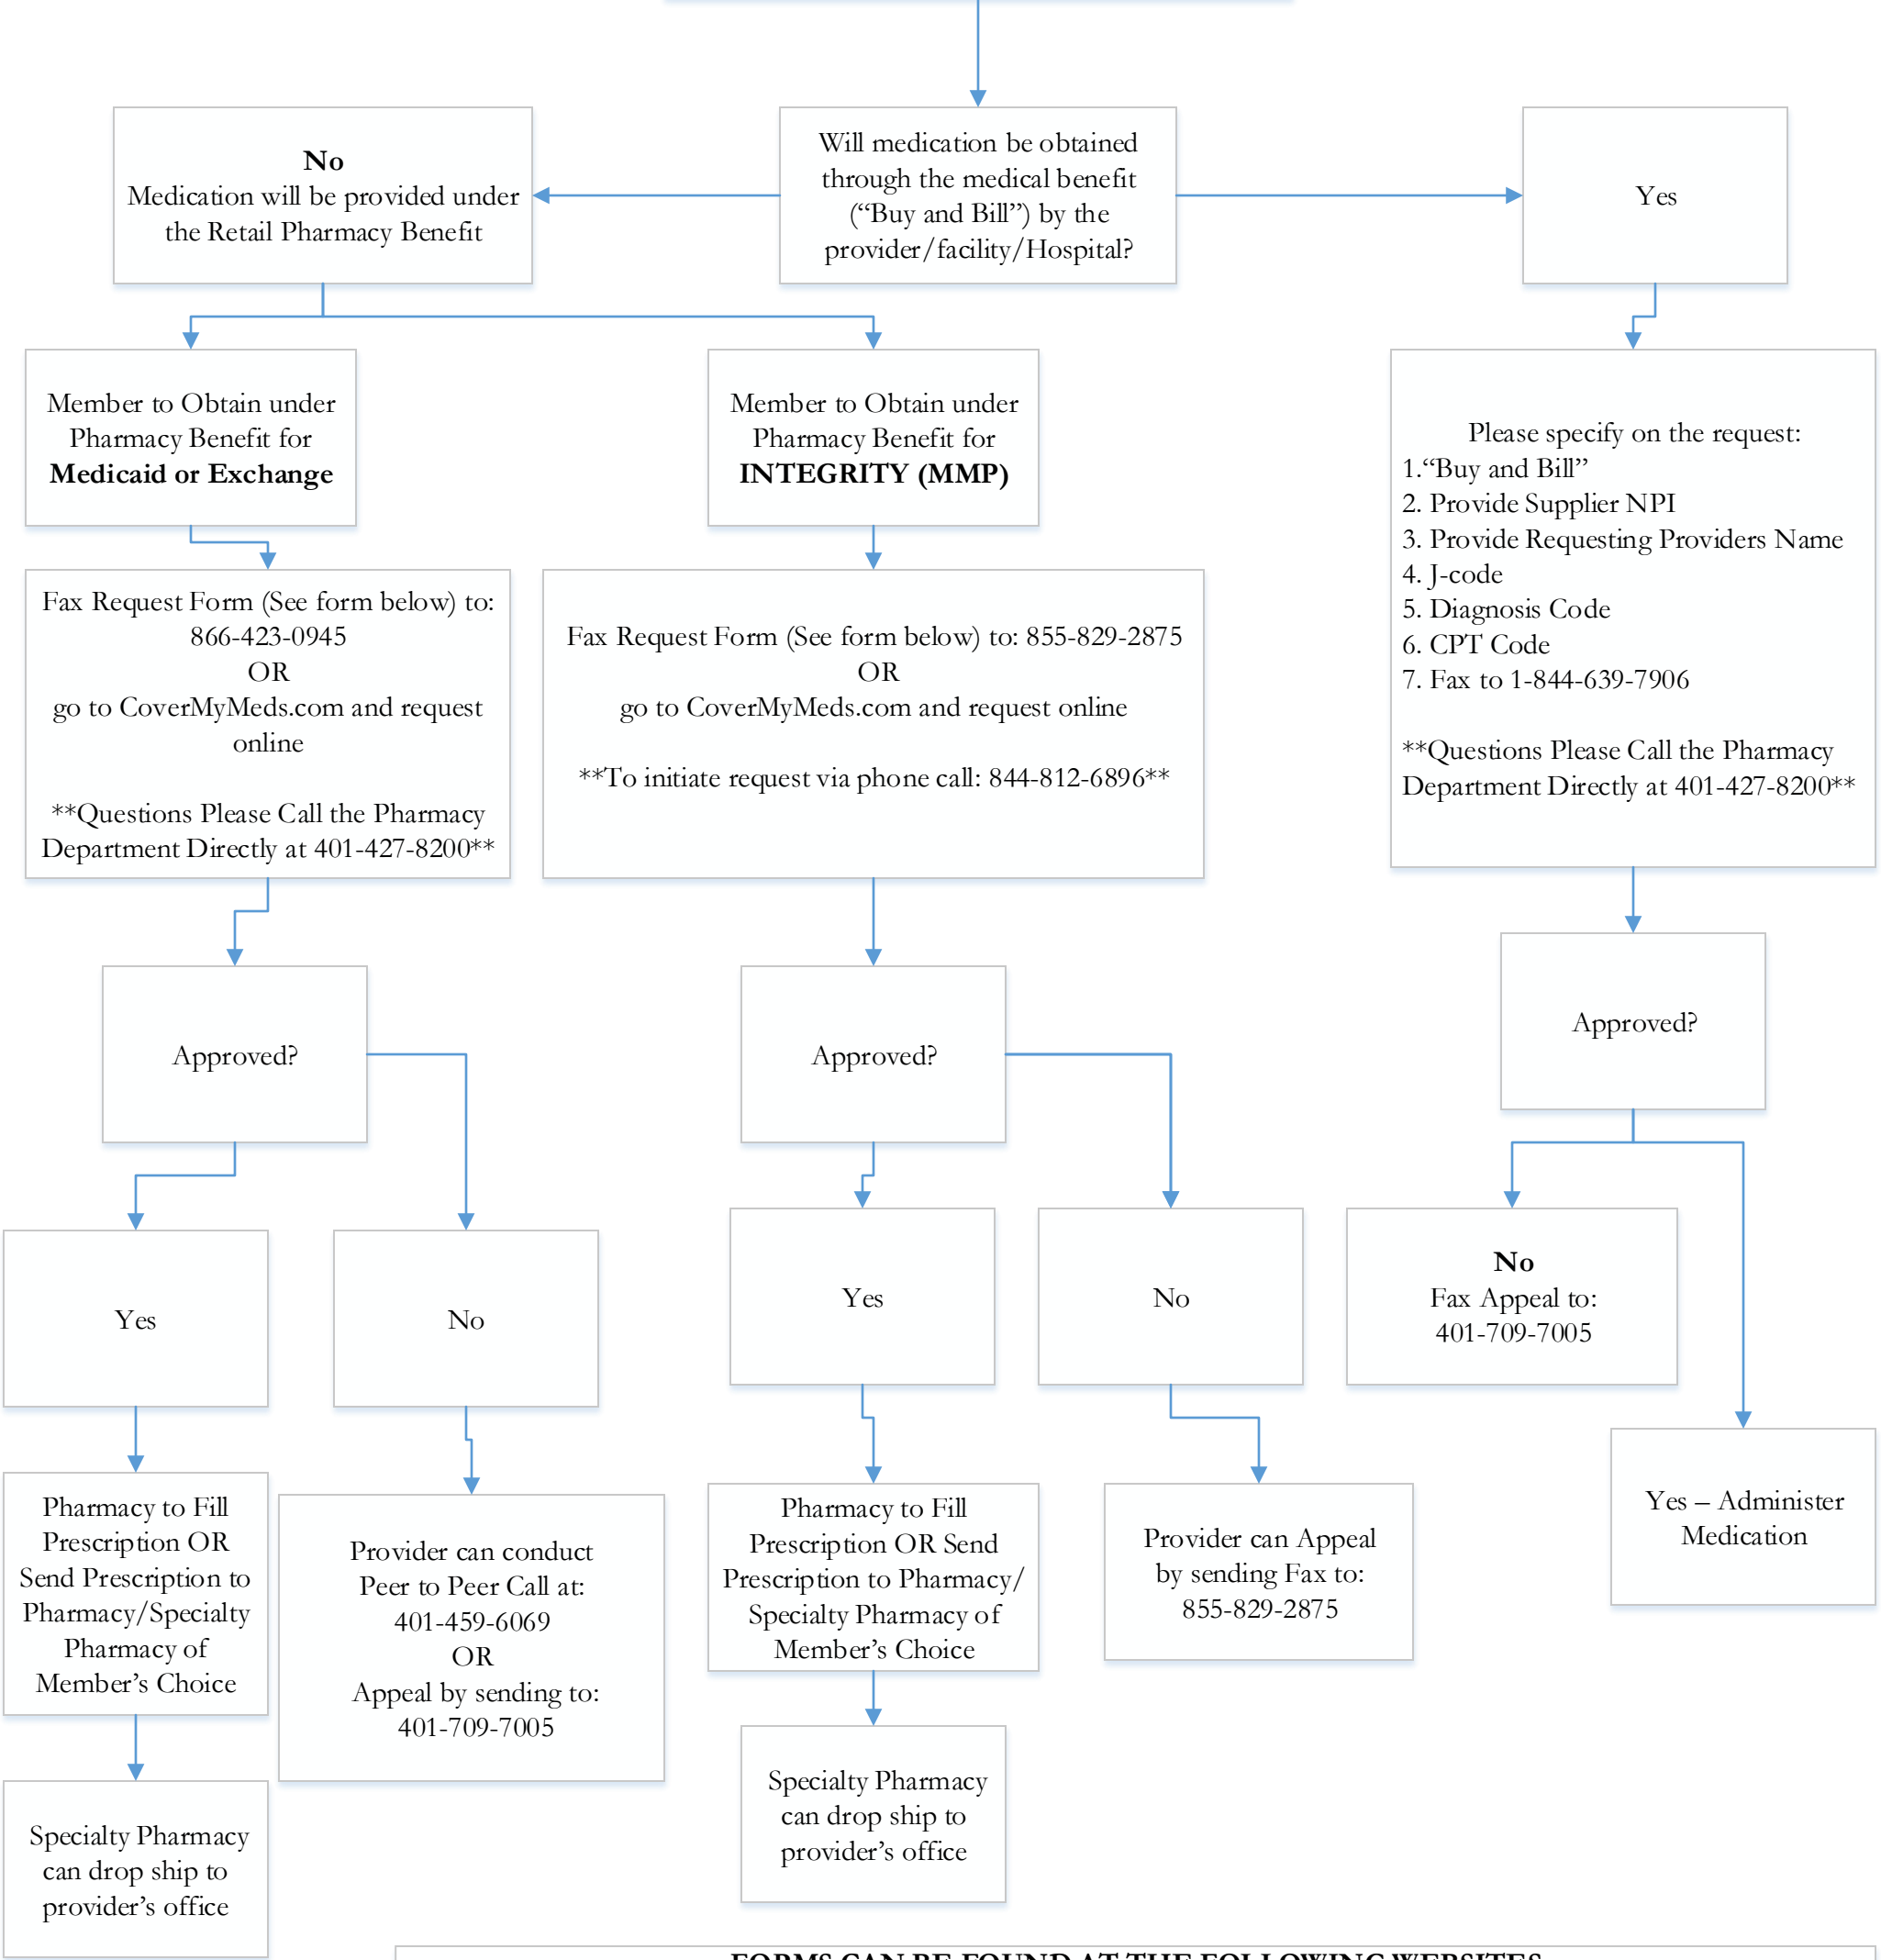 No
Medication will be provided under
the Retail Pharmacy Benefit
Will medication be obtained
through the medical benefit
(“Buy and Bill”) by the
provider/facility/Hospital?
Yes
Member to Obtain under
Pharmacy Benefit for
Medicaid or Exchange
Member to Obtain under
Pharmacy Benefit for
INTEGRITY (MMP)
Please specify on the request:
1.“Buy and Bill”
2. Provide Supplier NPI
3. Provide Requesting Providers Name
4. J-code
5. Diagnosis Code
6. CPT Code
7. Fax to 1-844-639-7906
**Questions Please Call the Pharmacy
Department Directly at 401-427-8200**
Fax Request Form (See form below) to:
866-423-0945
OR
go to CoverMyMeds.com and request
online
**Questions Please Call the Pharmacy
Department Directly at 401-427-8200**
Fax Request Form (See form below) to: 855-829-2875
OR
go to CoverMyMeds.com and request online
**To initiate request via phone call: 844-812-6896**
Approved?
Approved?
Approved?
Yes
No
Yes
No
No
Fax Appeal to:
401-709-7005
Yes – Administer
Medication
Pharmacy to Fill
Prescription OR
Send Prescription to
Pharmacy/Specialty
Pharmacy of
Member’s Choice
Provider can conduct
Peer to Peer Call at:
401-459-6069
OR
Appeal by sending to:
401-709-7005
Pharmacy to Fill
Prescription OR Send
Prescription to Pharmacy/
Specialty Pharmacy of
Member’s Choice
Provider can Appeal
by sending Fax to:
855-829-2875
Specialty Pharmacy
can drop ship to
provider’s office
Specialty Pharmacy
can drop ship to
provider’s office
FORMS CAN BE FOUND AT THE FOLLOWING WEBSITES